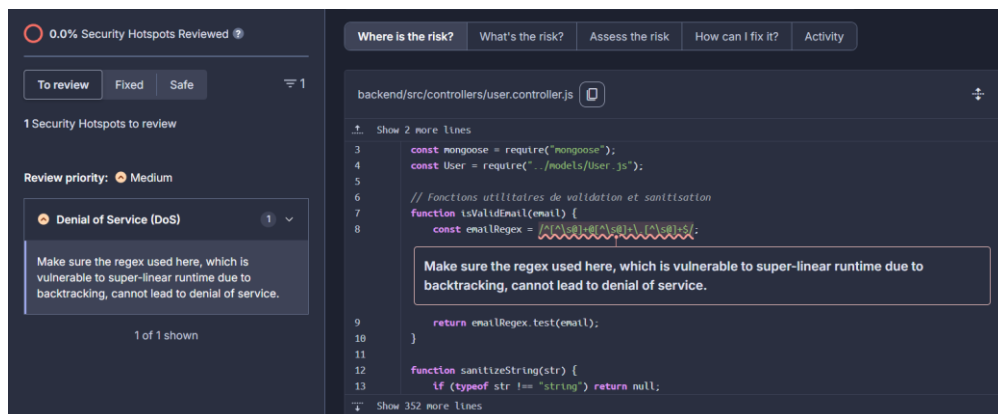 0.0% Security Hotspots Reviewed ?
To review Fixed Safe 1
1 Security Hotspots to review
Review priority: Medium
Denial of Service (DoS) 1
Make sure the regex used here, which is
vulnerable to super-linear runtime due to
backtracking, cannot lead to denial of service.
1 of 1 shown
Where is the risk? What's the risk? Assess the risk How can I fix it? Activity
backend/src/controllers/user.controller.js
Show 2 more lines
3 const mongoose = require("mongoose");
4 const User = require("../models/User.js");
5
6 // Fonctions utilitaires de validation et sanitisation
7 function isValidEmail(email) {
8 const emailRegex = /^[^\s@]+@[^\s@]+\.[^\s@]+$/;
Make sure the regex used here, which is vulnerable to super-linear runtime due to
backtracking, cannot lead to denial of service.
9 return emailRegex.test(email);
10 }
11
12 function sanitizeString(str) {
13 if (typeof str !== "string") return null;
Show 352 more lines